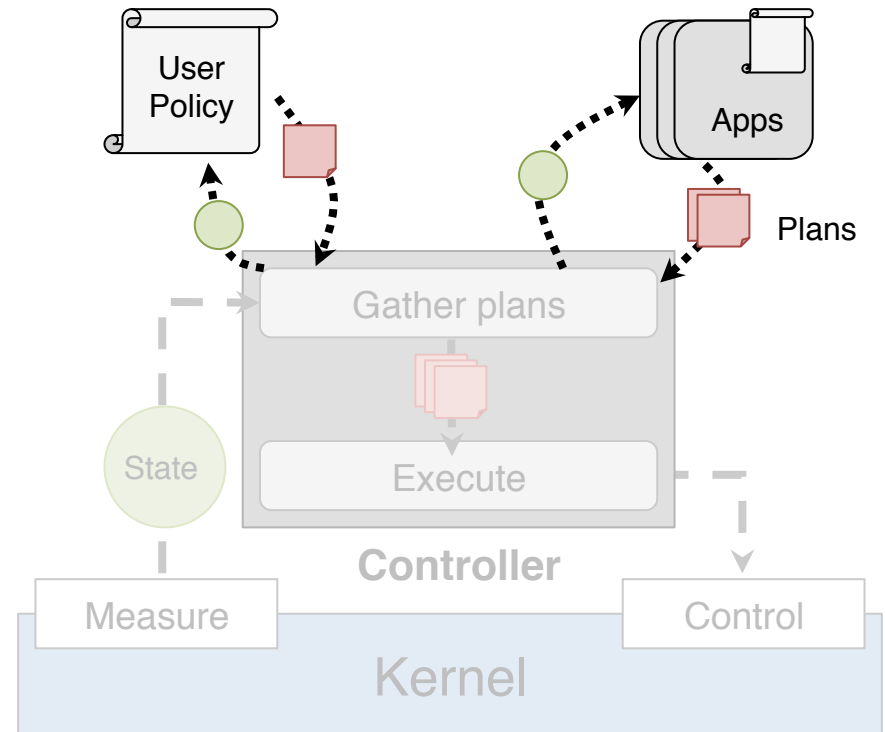 User
Policy
Apps
Plans
Gather plans
State
Execute
Controller
Measure
Control
Kernel